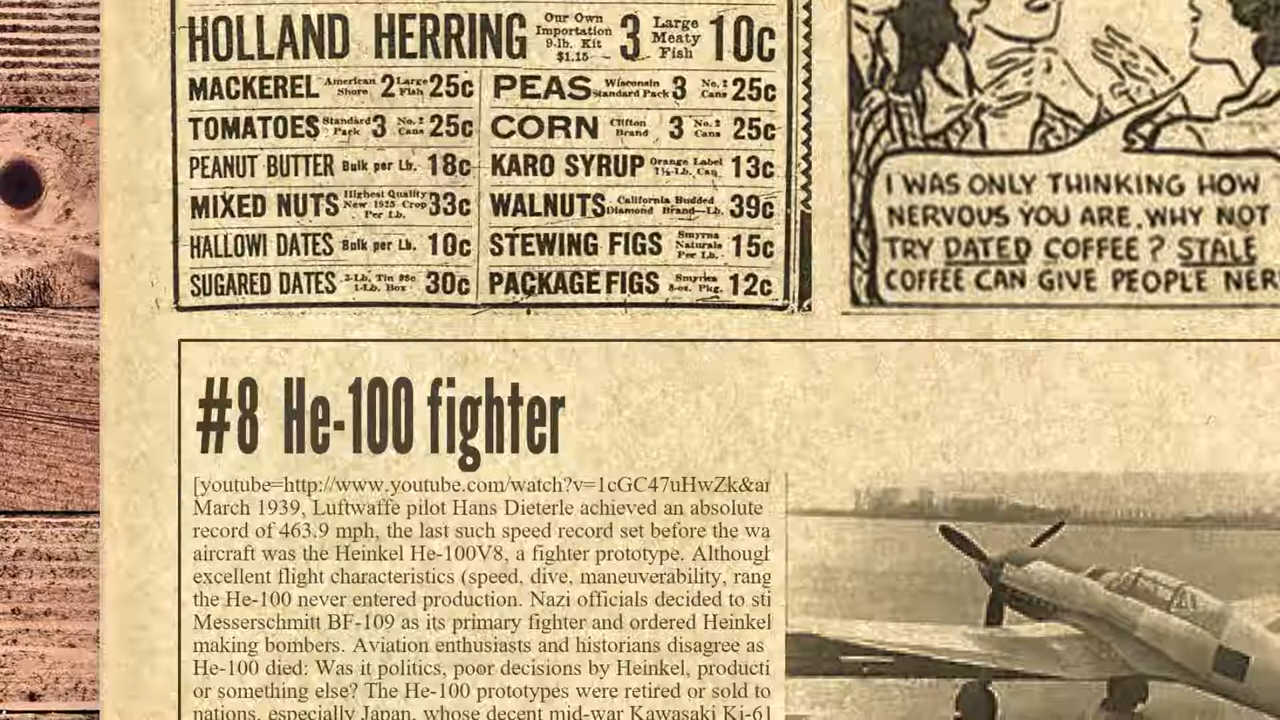 HOLLAND HERRING Our Own Importation 9-lb. Kit $1.15 3 Large Meaty Fish 10c
MACKEREL American Shore 2 Large Fish 25c
PEAS Wisconsin Standard Pack 3 No. 2 Cans 25c
TOMATOES Standard Pack 3 No. 2 Cans 25c
CORN Clifton Brand 3 No. 2 Cans 25c
PEANUT BUTTER Bulk per Lb. 18c
KARO SYRUP Orange Label 1½-Lb. Can 13c
MIXED NUTS Highest Quality New 1925 Crop Per Lb. 33c
WALNUTS California Budded Diamond Brand—Lb. 39c
HALLOWI DATES Bulk per Lb. 10c
STEWING FIGS Smyrna Naturals Per Lb. 15c
SUGARED DATES 1-Lb. Box 30c
PACKAGE FIGS Smyrna 8-oz. Pkg. 12c
I WAS ONLY THINKING HOW
NERVOUS YOU ARE. WHY NOT
TRY DATED COFFEE? STALE
COFFEE CAN GIVE PEOPLE NER
#8 He-100 fighter
[youtube=http://www.youtube.com/watch?v=1cGC47uHwZk&ar
March 1939, Luftwaffe pilot Hans Dieterle achieved an absolute
record of 463.9 mph, the last such speed record set before the wa
aircraft was the Heinkel He-100V8, a fighter prototype. Although
excellent flight characteristics (speed, dive, maneuverability, rang
the He-100 never entered production. Nazi officials decided to sti
Messerschmitt BF-109 as its primary fighter and ordered Heinkel
making bombers. Aviation enthusiasts and historians disagree as
He-100 died: Was it politics, poor decisions by Heinkel, producti
or something else? The He-100 prototypes were retired or sold to
nations, especially Japan, whose decent mid-war Kawasaki Ki-61